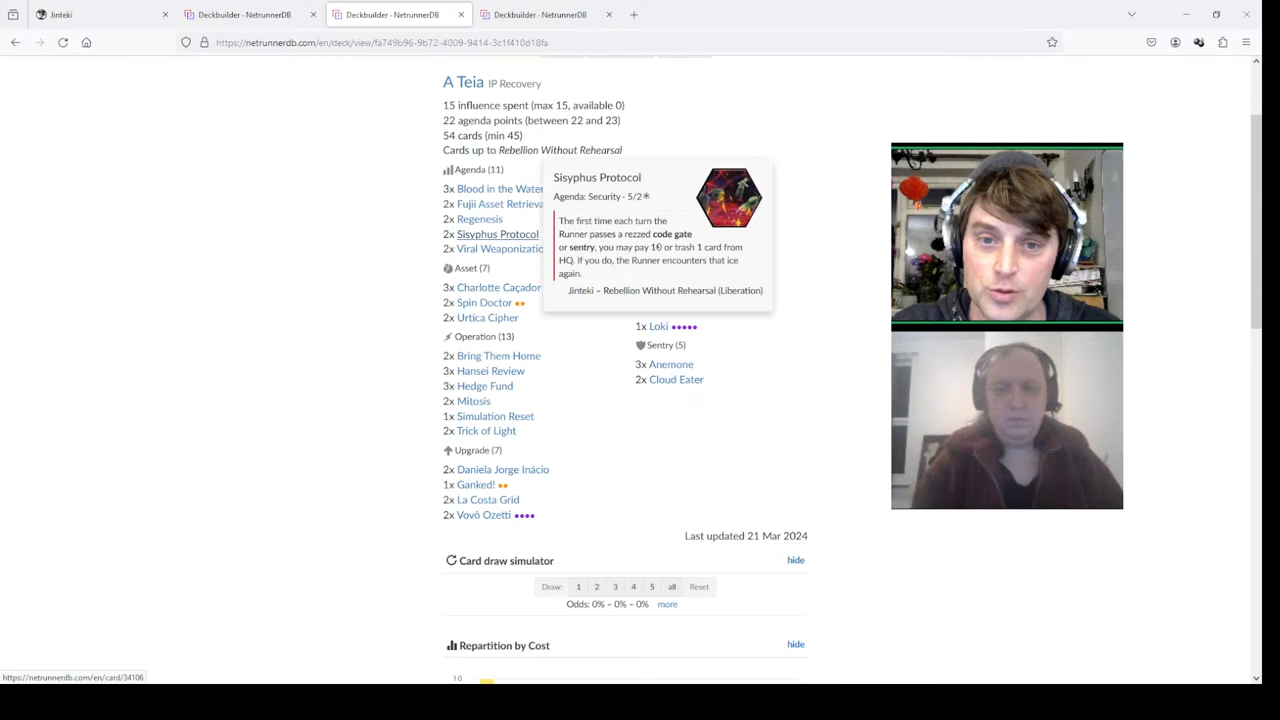 Jinteki
Deckbuilder · NetrunnerDB
Deckbuilder · NetrunnerDB
Deckbuilder · NetrunnerDB
https://netrunnerdb.com/en/deck/view/fa749b96-9b72-4009-9414-3c1f410d18fa
A Teia IP Recovery
15 influence spent (max 15, available 0)
22 agenda points (between 22 and 23)
54 cards (min 45)
Cards up to Rebellion Without Rehearsal
Agenda (11)
3x Blood in the Water
2x Fujii Asset Retrieva
2x Regenesis
2x Sisyphus Protocol
2x Viral Weaponizatio
Asset (7)
3x Charlotte Caçador
2x Spin Doctor ●●
2x Urtica Cipher
Operation (13)
2x Bring Them Home
3x Hansei Review
3x Hedge Fund
2x Mitosis
1x Simulation Reset
2x Trick of Light
Upgrade (7)
2x Daniela Jorge Inácio
1x Ganked! ●●
2x La Costa Grid
2x Vovô Ozetti ●●●●
Sisyphus Protocol
Agenda: Security · 5/2
The first time each turn the
Runner passes a rezzed code gate
or sentry, you may pay 1 or trash 1 card from
HQ. If you do, the Runner encounters that ice
again.
Jinteki – Rebellion Without Rehearsal (Liberation)
1x Loki ●●●●●
Sentry (5)
3x Anemone
2x Cloud Eater
Last updated 21 Mar 2024
Card draw simulator hide
Draw: 1 2 3 4 5 all Reset
Odds: 0% – 0% – 0% more
Repartition by Cost hide
10
https://netrunnerdb.com/en/card/34106